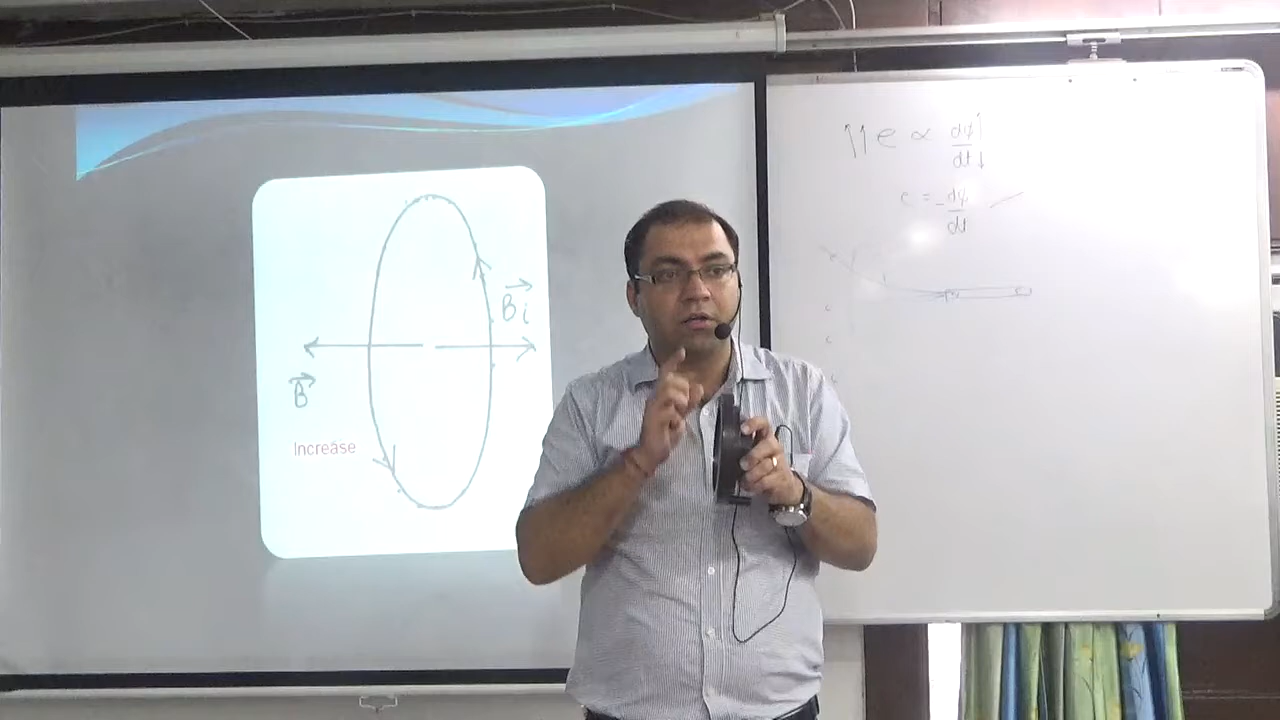 B⃗i
B⃗
Increase
↑↑ e ∝ dφ↑/dt↓
e = -dφ/dt